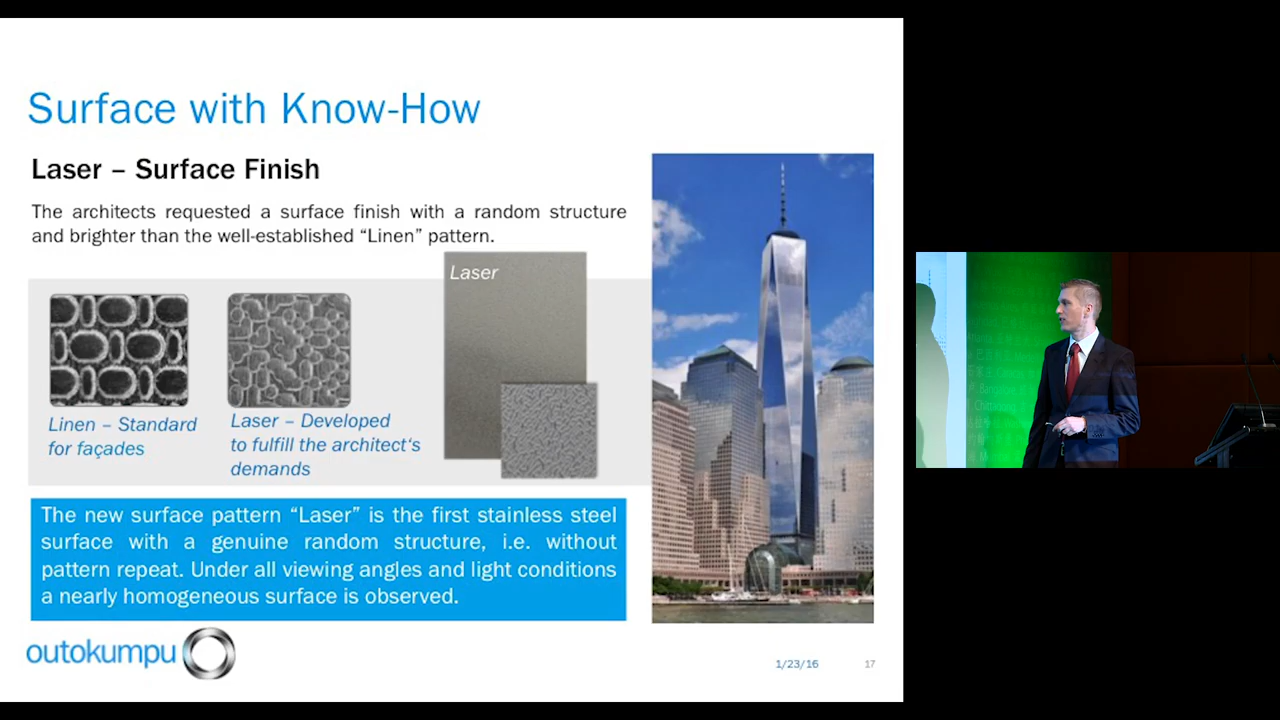 Surface with Know-How
Laser – Surface Finish
The architects requested a surface finish with a random structure
and brighter than the well-established “Linen” pattern.
Laser
Linen – Standard
for façades
Laser – Developed
to fulfill the architect‘s
demands
The new surface pattern “Laser” is the first stainless steel
surface with a genuine random structure, i.e. without
pattern repeat. Under all viewing angles and light conditions
a nearly homogeneous surface is observed.
outokumpu
1/23/16
17